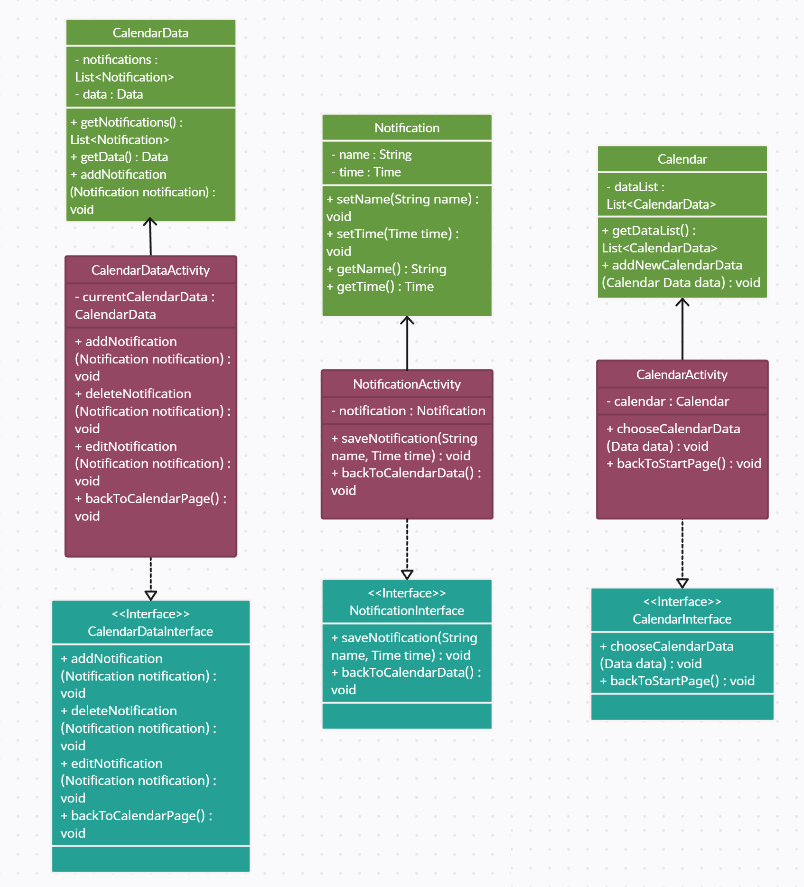 CalendarData
- notifications :
List<Notification>
- data : Data
+ getNotifications() :
List<Notification>
+ getData() : Data
+ addNotification
(Notification notification) :
void
CalendarDataActivity
- currentCalendarData :
CalendarData
+ addNotification
(Notification notification) :
void
+ deleteNotification
(Notification notification) :
void
+ editNotification
(Notification notification) :
void
+ backToCalendarPage() :
void
<<Interface>>
CalendarDataInterface
+ addNotification
(Notification notification) :
void
+ deleteNotification
(Notification notification) :
void
+ editNotification
(Notification notification) :
void
+ backToCalendarPage() :
void
Notification
- name : String
- time : Time
+ setName(String name) :
void
+ setTime(Time time) :
void
+ getName() : String
+ getTime() : Time
NotificationActivity
- notification : Notification
+ saveNotification(String
name, Time time) : void
+ backToCalendarData() :
void
<<Interface>>
NotificationInterface
+ saveNotification(String
name, Time time) : void
+ backToCalendarData() :
void
Calendar
- dataList :
List<CalendarData>
+ getDataList() :
List<CalendarData>
+ addNewCalendarData
(Calendar Data data) : void
CalendarActivity
- calendar : Calendar
+ chooseCalendarData
(Data data) : void
+ backToStartPage() : void
<<Interface>>
CalendarInterface
+ chooseCalendarData
(Data data) : void
+ backToStartPage() : void